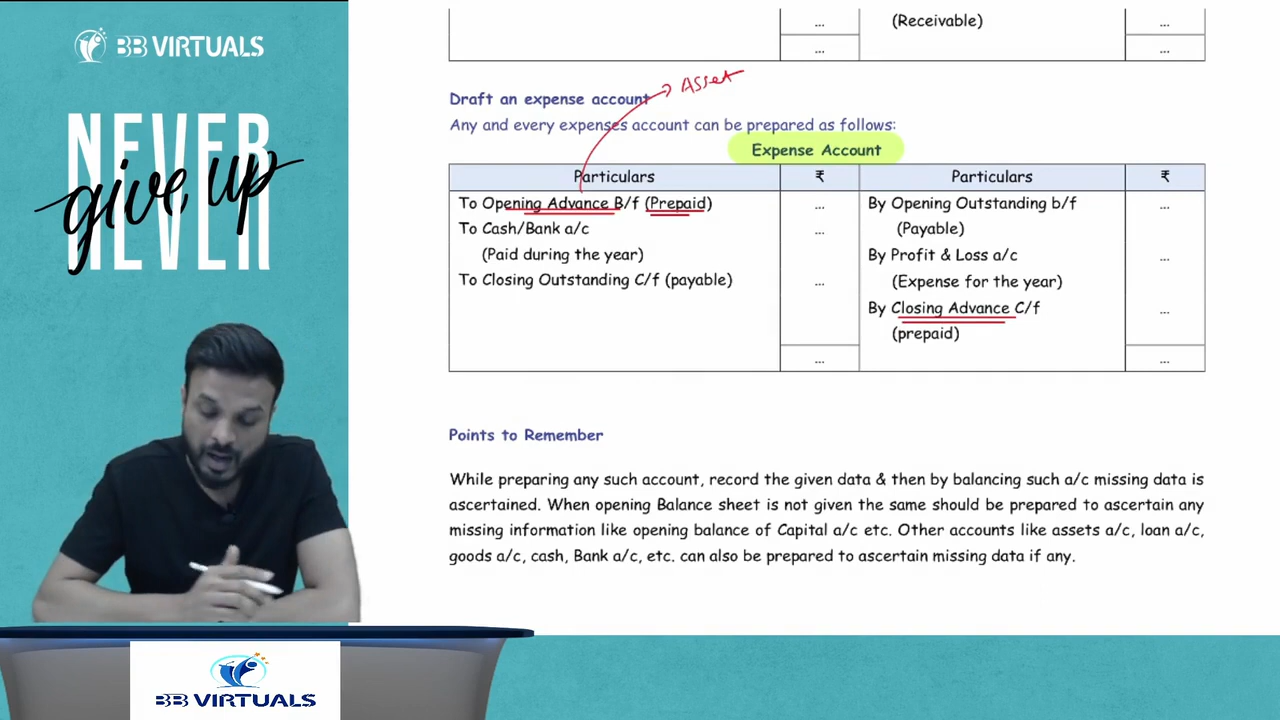 BB VIRTUALS
NEVER
give up
NEVER
... (Receivable) ...
... ...
Asset
Draft an expense account
Any and every expenses account can be prepared as follows:
Expense Account
Particulars ₹ Particulars ₹
To Opening Advance B/f (Prepaid) ... By Opening Outstanding b/f ...
To Cash/Bank a/c ... (Payable)
(Paid during the year) By Profit & Loss a/c ...
To Closing Outstanding C/f (payable) ... (Expense for the year)
By Closing Advance C/f ...
(prepaid)
... ...
Points to Remember
While preparing any such account, record the given data & then by balancing such a/c missing data is
ascertained. When opening Balance sheet is not given the same should be prepared to ascertain any
missing information like opening balance of Capital a/c etc. Other accounts like assets a/c, loan a/c,
goods a/c, cash, Bank a/c, etc. can also be prepared to ascertain missing data if any.
BB VIRTUALS